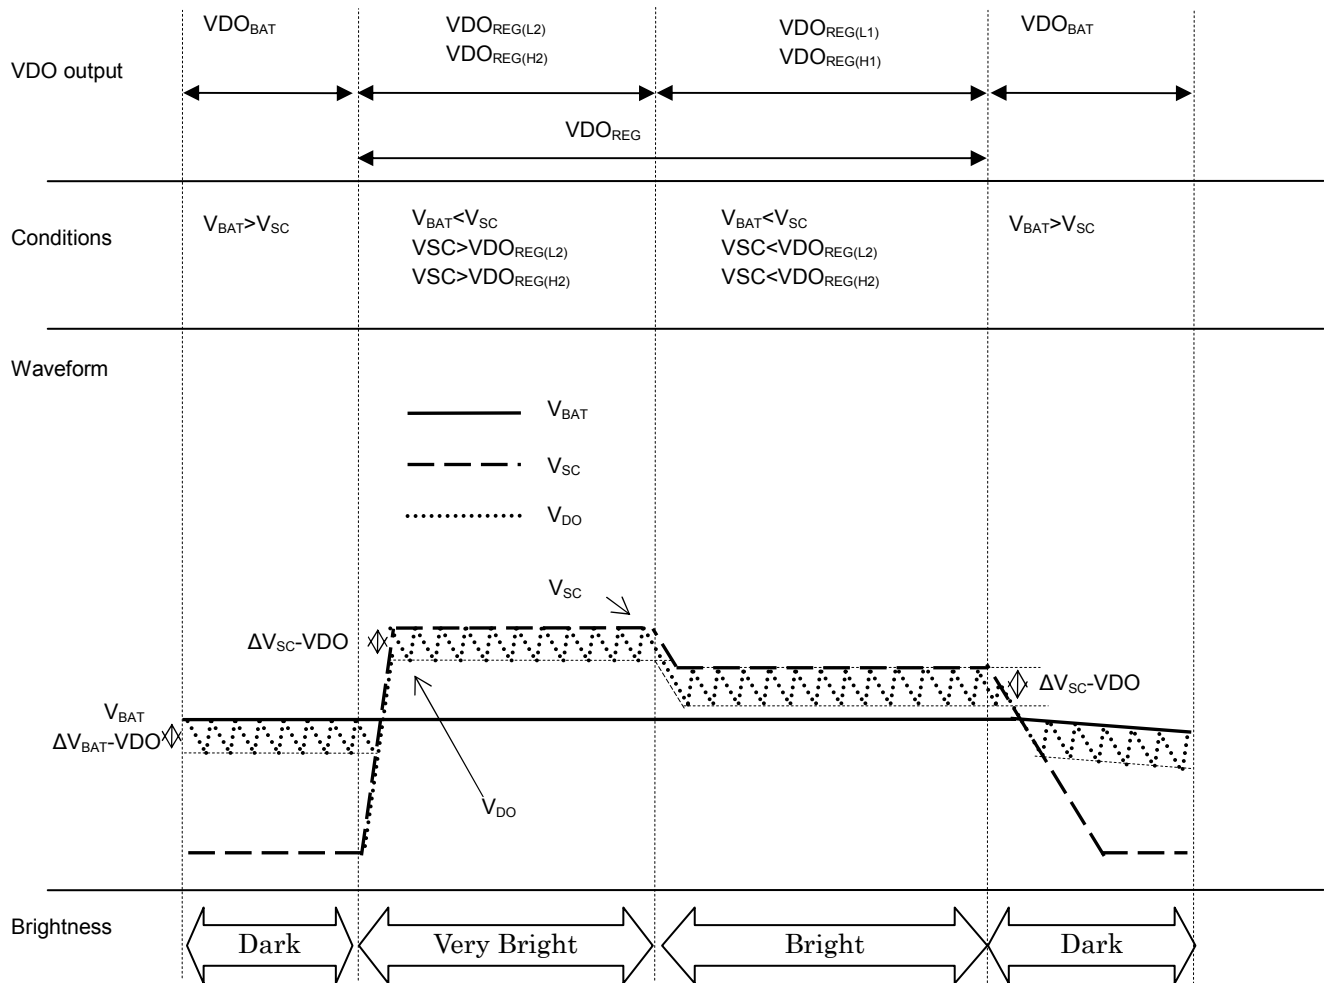 VDO output
VDOBAT
VDOREG(L2)
VDOREG(H2)
VDOREG(L1)
VDOREG(H1)
VDOBAT
VDOREG
Conditions
VBAT>VSC
VBAT<VSC
VSC>VDOREG(L2)
VSC>VDOREG(H2)
VBAT<VSC
VSC<VDOREG(L2)
VSC<VDOREG(H2)
VBAT>VSC
Waveform
VBAT
VSC
VDO
VSC
ΔVSC-VDO
ΔVSC-VDO
VBAT
ΔVBAT-VDO
VDO
Brightness
Dark
Very Bright
Bright
Dark